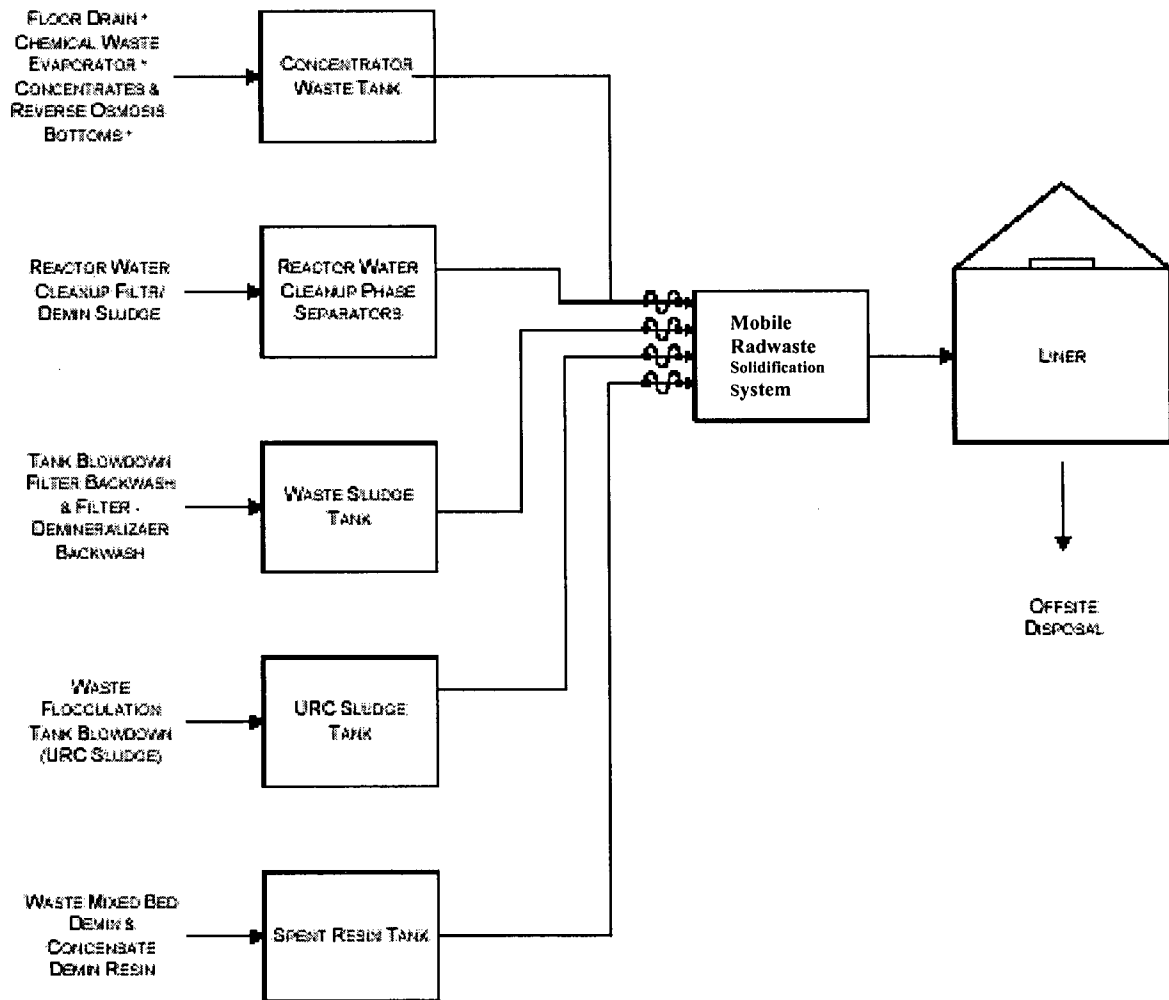 FLOOR DRAIN *
CHEMICAL WASTE
EVAPORATOR *
CONCENTRATES &
REVERSE OSMOSIS
BOTTOMS *
CONCENTRATOR
WASTE TANK
REACTOR WATER
CLEANUP FILTR/
DEMIN SLUDGE
REACTOR WATER
CLEANUP PHASE
SEPARATORS
Mobile
Radwaste
Solidification
System
LINER
TANK BLOWDOWN
FILTER BACKWASH
& FILTER -
DEMINERALIZAER
BACKWASH
WASTE SLUDGE
TANK
OFFSITE
DISPOSAL
WASTE
FLOCCULATION
TANK BLOWDOWN
(URC SLUDGE)
URC SLUDGE
TANK
WASTE MIXED BED
DEMIN &
CONCENSATE
DEMIN RESIN
SPENT RESIN TANK